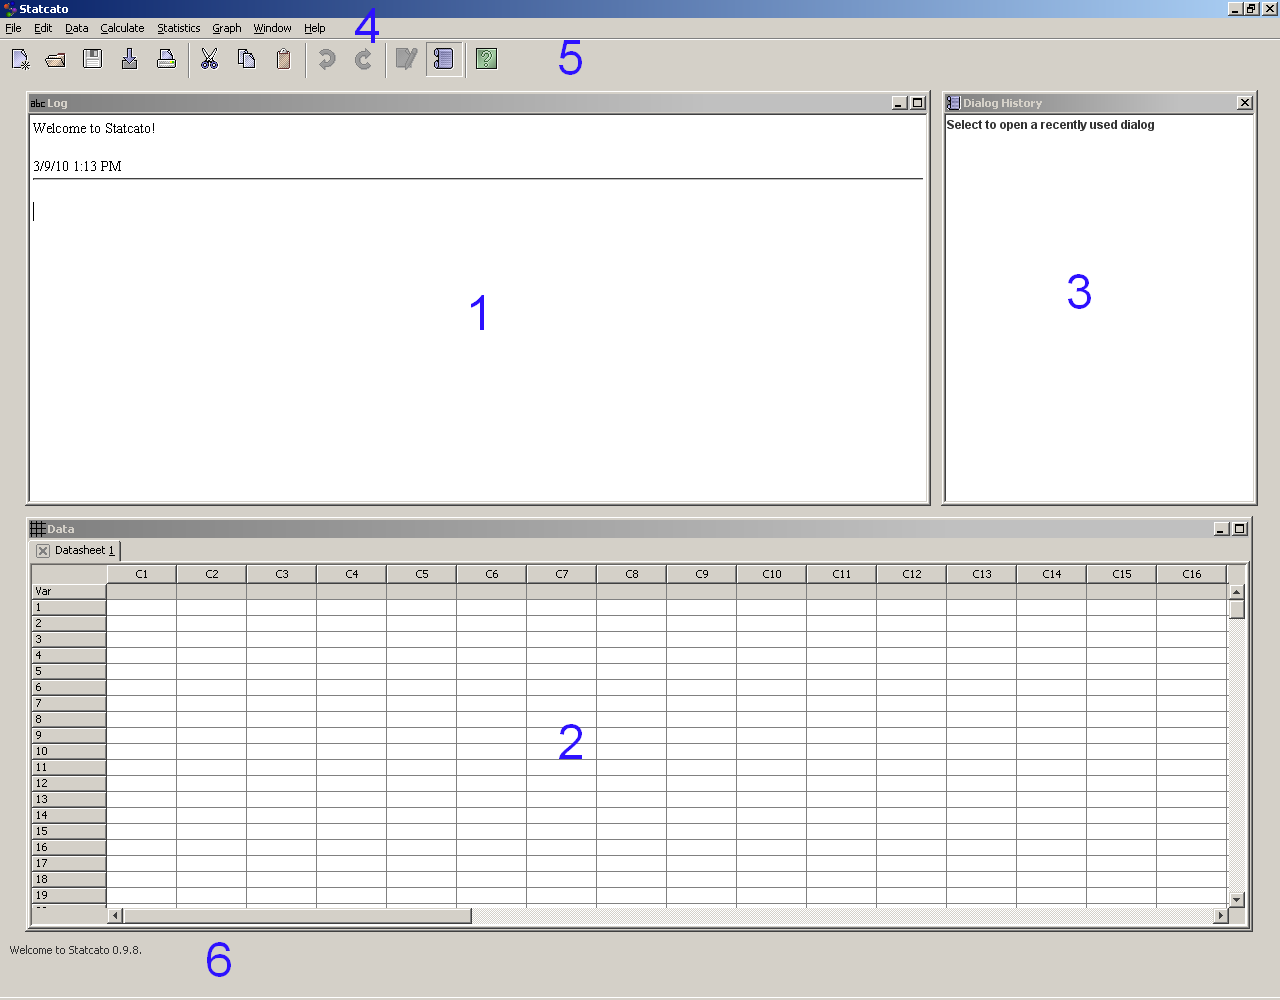 Statcato
File Edit Data Calculate Statistics Graph Window Help
4
5
abc Log
Welcome to Statcato!
3/9/10 1:13 PM
1
Dialog History
Select to open a recently used dialog
3
Data
Datasheet 1
C1 C2 C3 C4 C5 C6 C7 C8 C9 C10 C11 C12 C13 C14 C15 C16
Var
1
2
3
4
5
6
7
8
9
10
11
12
13
14
15
16
17
18
19
2
Welcome to Statcato 0.9.8.
6